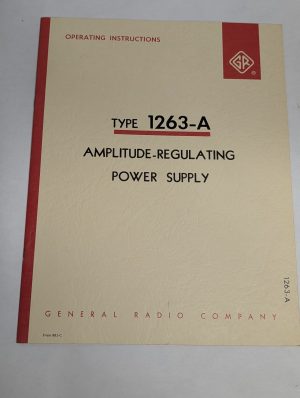 OPERATING INSTRUCTIONS
GR
®
TYPE 1263-A
AMPLITUDE-REGULATING
POWER SUPPLY
1263-A
GENERAL RADIO COMPANY